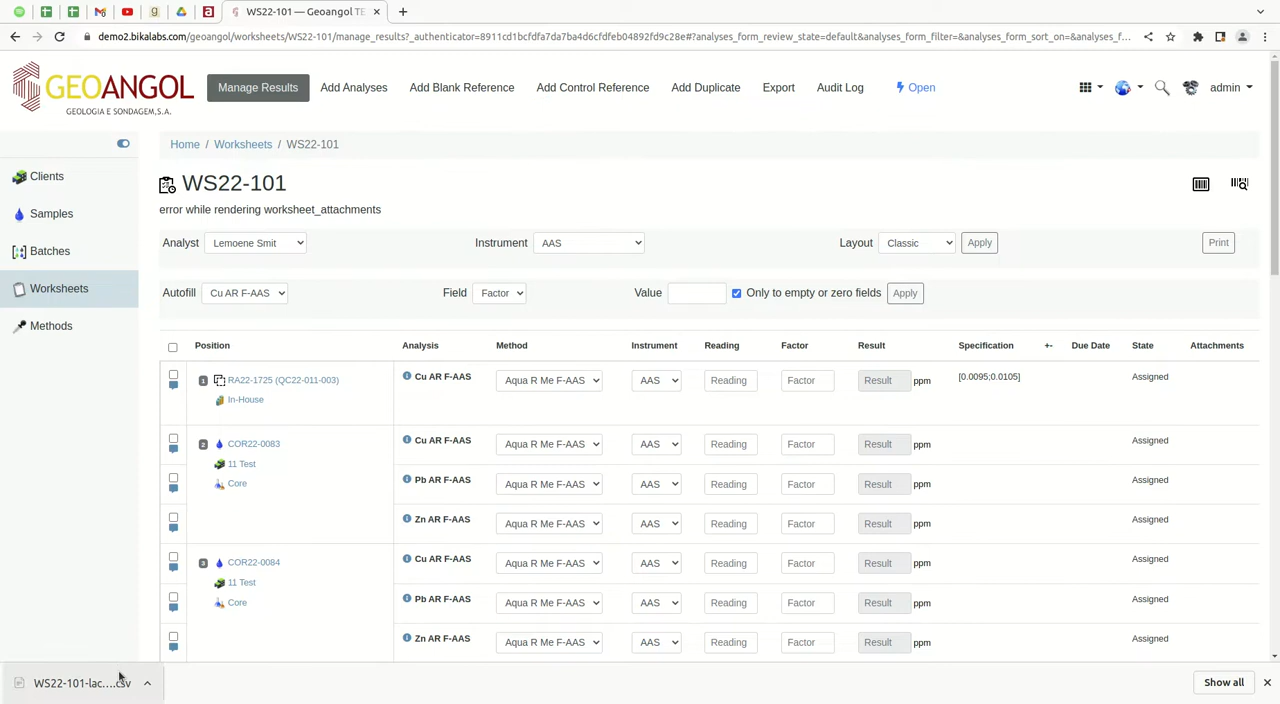 WS22-101 — Geoangol TE
demo2.bikalabs.com/geoangol/worksheets/WS22-101/manage_results?_authenticator=8911cd1bcfdfa7da7ba4d6cfdfeb04892fd9c28e#?analyses_form_review_state=default&analyses_form_filter=&analyses_form_sort_on=&analyses_f...
GEOANGOL
GEOLOGIA E SONDAGEM,S.A.
Manage Results Add Analyses Add Blank Reference Add Control Reference Add Duplicate Export Audit Log Open admin
Home / Worksheets / WS22-101
Clients
Samples
Batches
Worksheets
Methods
WS22-101
error while rendering worksheet_attachments
Analyst Lemoene Smit Instrument AAS Layout Classic Apply Print
Autofill Cu AR F-AAS Field Factor Value Only to empty or zero fields Apply
Position Analysis Method Instrument Reading Factor Result Specification +- Due Date State Attachments
1 RA22-1725 (QC22-011-003) Cu AR F-AAS Aqua R Me F-AAS AAS Reading Factor Result ppm [0.0095;0.0105] Assigned
In-House
2 COR22-0083 Cu AR F-AAS Aqua R Me F-AAS AAS Reading Factor Result ppm Assigned
11 Test
Core Pb AR F-AAS Aqua R Me F-AAS AAS Reading Factor Result ppm Assigned
Zn AR F-AAS Aqua R Me F-AAS AAS Reading Factor Result ppm Assigned
3 COR22-0084 Cu AR F-AAS Aqua R Me F-AAS AAS Reading Factor Result ppm Assigned
11 Test
Core Pb AR F-AAS Aqua R Me F-AAS AAS Reading Factor Result ppm Assigned
Zn AR F-AAS Aqua R Me F-AAS AAS Reading Factor Result ppm Assigned
WS22-101-lac....csv Show all